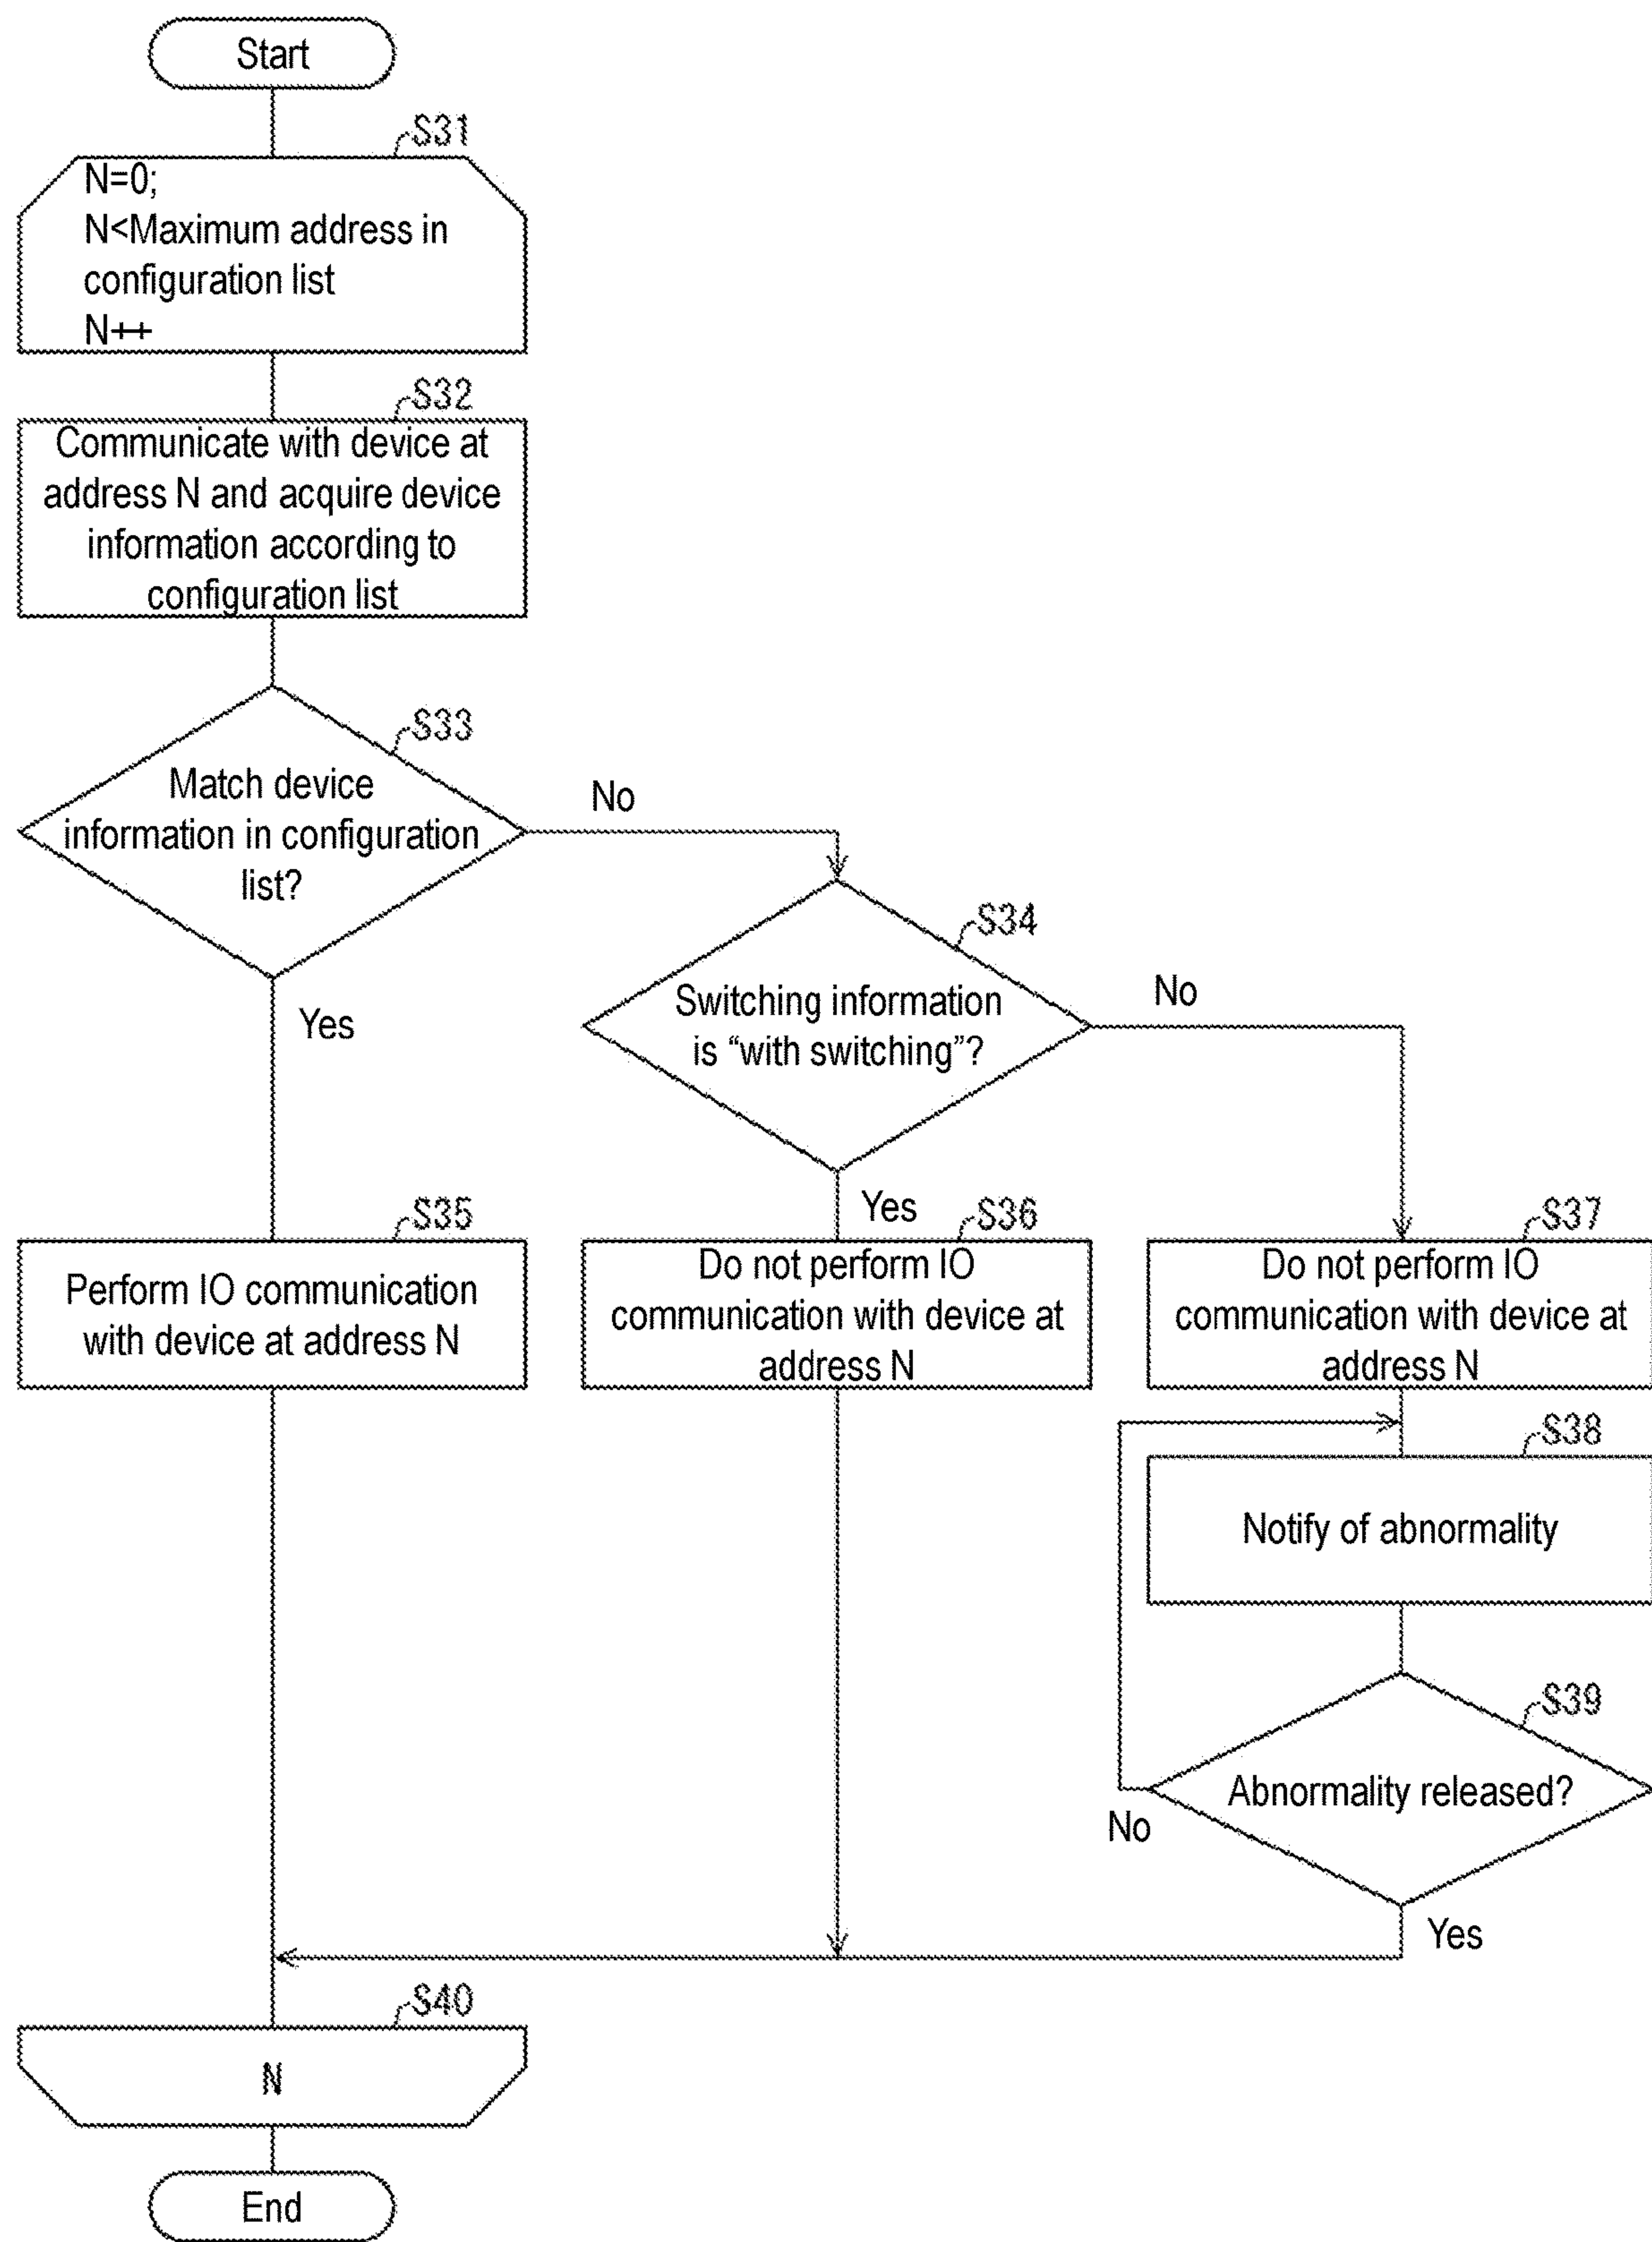 Start
S31
N=0;
N<Maximum address in
configuration list
N++
S32
Communicate with device at
address N and acquire device
information according to
configuration list
S33
Match device
information in configuration
list?
No
Yes
S34
Switching information
is “with switching”?
No
Yes
S35
Perform IO communication
with device at address N
S36
Do not perform IO
communication with device at
address N
S37
Do not perform IO
communication with device at
address N
S38
Notify of abnormality
S39
Abnormality released?
No
Yes
S40
N
End